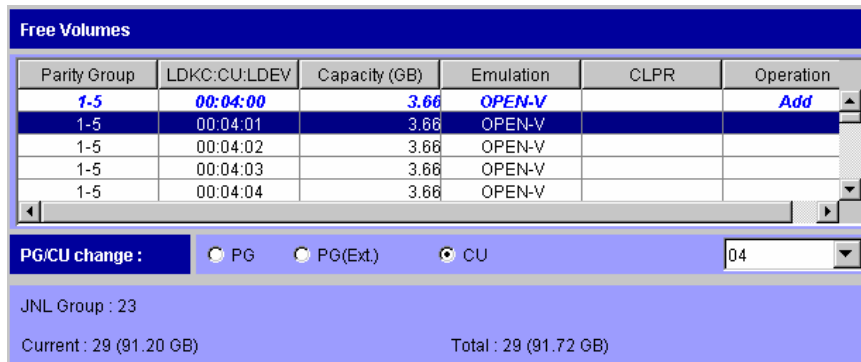 Free Volumes
Parity Group LDKC:CU:LDEV Capacity (GB) Emulation CLPR Operation
1-5 00:04:00 3.66 OPEN-V Add
1-5 00:04:01 3.66 OPEN-V
1-5 00:04:02 3.66 OPEN-V
1-5 00:04:03 3.66 OPEN-V
1-5 00:04:04 3.66 OPEN-V
PG/CU change : PG PG(Ext.) CU 04
JNL Group : 23
Current : 29 (91.20 GB) Total : 29 (91.72 GB)